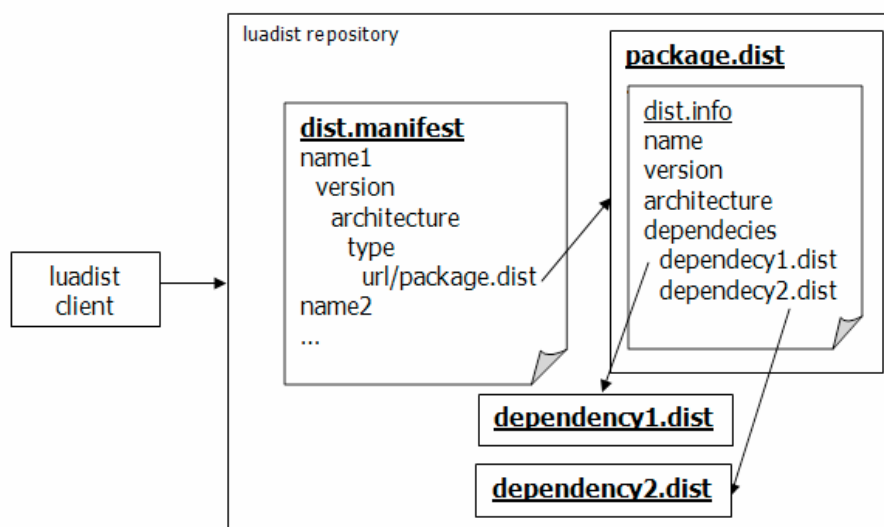 luadist repository
package.dist
dist.info
name
version
architecture
dependecies
dependecy1.dist
dependecy2.dist
dist.manifest
name1
version
architecture
type
url/package.dist
name2
...
luadist
client
dependency1.dist
dependency2.dist